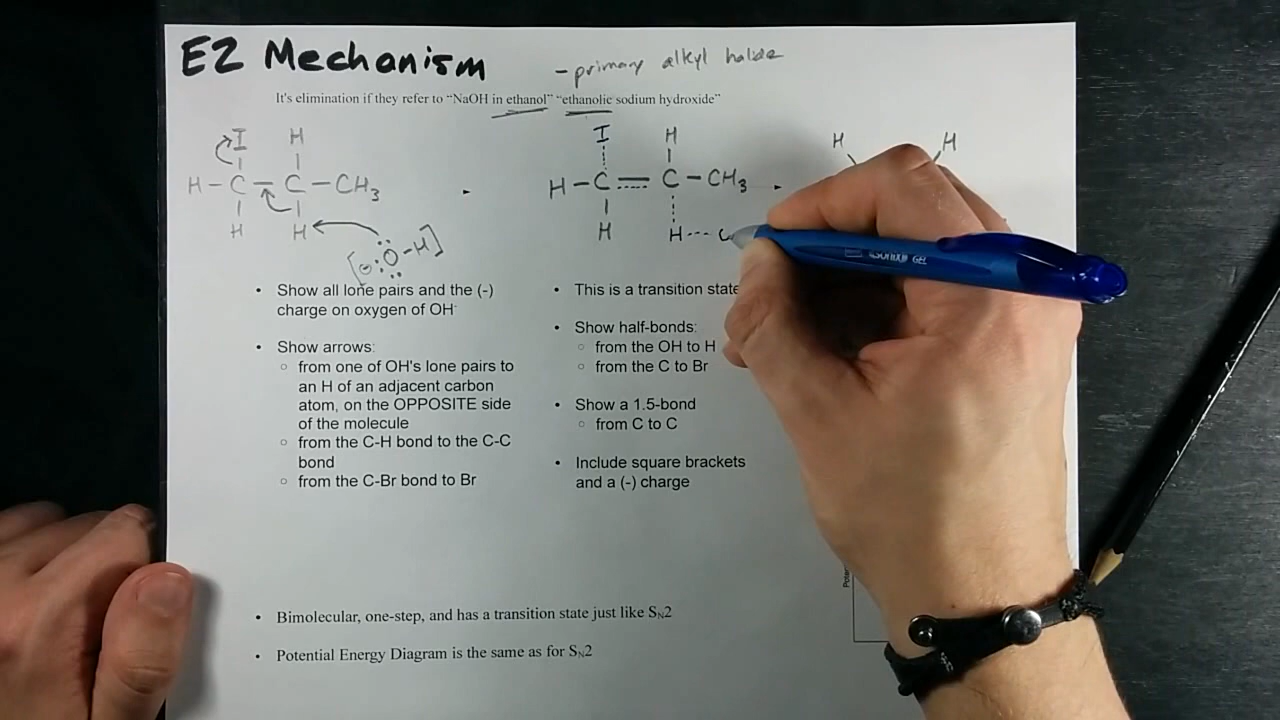 E2 Mechanism
- primary alkyl halide
It's elimination if they refer to “NaOH in ethanol” “ethanolic sodium hydroxide”
I H
H - C - C - CH3
H H
[⊖ :O - H]
I H
H - C = C - CH3
H H
H H
• Show all lone pairs and the (-)
charge on oxygen of OH-
• Show arrows:
○ from one of OH's lone pairs to
an H of an adjacent carbon
atom, on the OPPOSITE side
of the molecule
○ from the C-H bond to the C-C
bond
○ from the C-Br bond to Br
• This is a transition state
• Show half-bonds:
○ from the OH to H
○ from the C to Br
• Show a 1.5-bond
○ from C to C
• Include square brackets
and a (-) charge
• Bimolecular, one-step, and has a transition state just like SN2
• Potential Energy Diagram is the same as for SN2
GEL